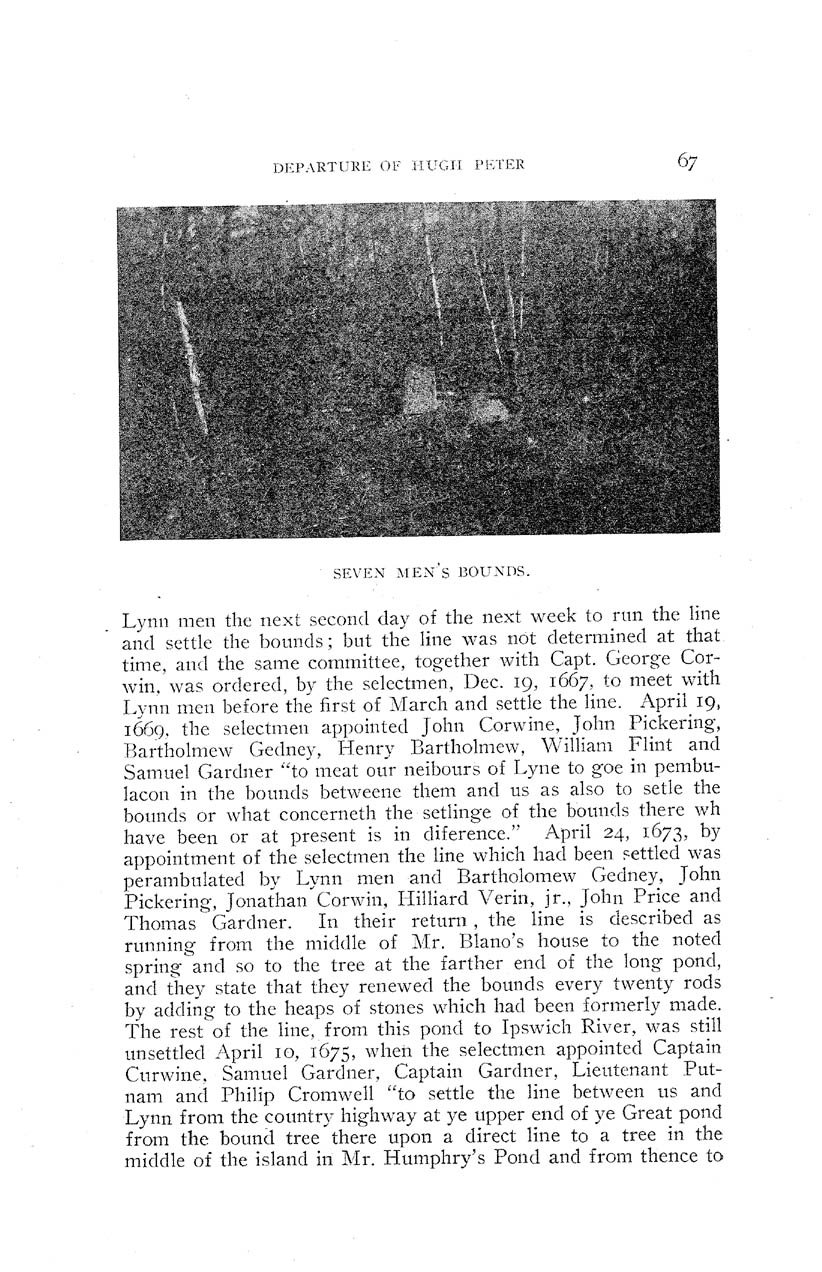 DEPARTURE OF HUGH PETER 67
SEVEN MEN'S BOUNDS.
Lynn men the next second day of the next week to run the line
and settle the bounds; but the line was not determined at that
time, and the same committee, together with Capt. George Cor-
win, was ordered, by the selectmen, Dec. 19, 1667, to meet with
Lynn men before the first of March and settle the line. April 19,
1669, the selectmen appointed John Corwine, John Pickering,
Bartholmew Gedney, Henry Bartholmew, William Flint and
Samuel Gardner "to meat our neibours of Lyne to goe in pembu-
lacon in the bounds betweene them and us as also to setle the
bounds or what concerneth the setlinge of the bounds there wh
have been or at present is in diference." April 24, 1673, by
appointment of the selectmen the line which had been settled was
perambulated by Lynn men and Bartholomew Gedney, John
Pickering, Jonathan Corwin, Hilliard Verin, jr., John Price and
Thomas Gardner. In their return , the line is described as
running from the middle of Mr. Blano's house to the noted
spring and so to the tree at the farther end of the long pond,
and they state that they renewed the bounds every twenty rods
by adding to the heaps of stones which had been formerly made.
The rest of the line, from this pond to Ipswich River, was still
unsettled April 10, 1675, when the selectmen appointed Captain
Curwine, Samuel Gardner, Captain Gardner, Lieutenant Put-
nam and Philip Cromwell "to settle the line between us and
Lynn from the country highway at ye upper end of ye Great pond
from the bound tree there upon a direct line to a tree in the
middle of the island in Mr. Humphry's Pond and from thence to